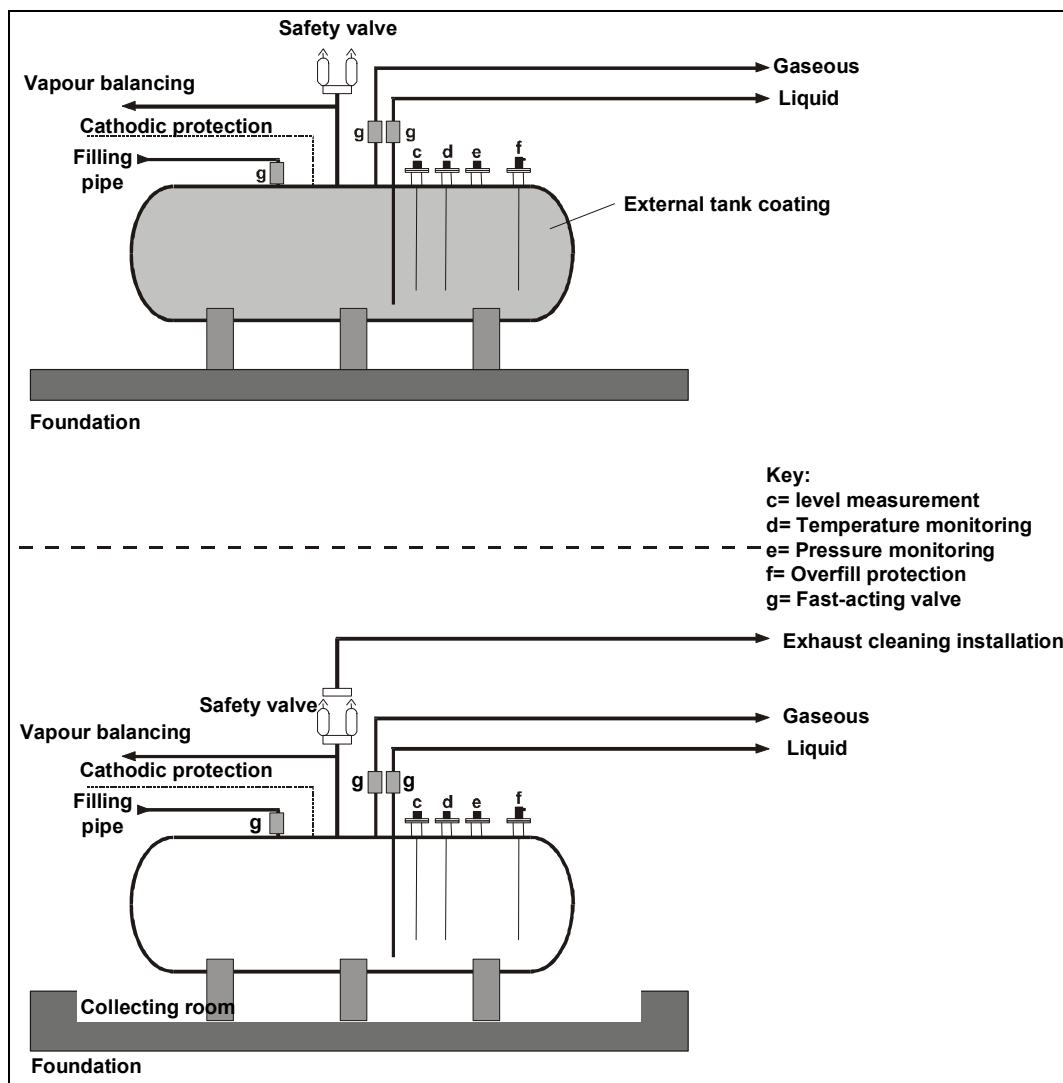 Safety valve
Gaseous
Vapour balancing
Liquid
Cathodic protection
g g
f
Filling
pipe
g
c d e
External tank coating
Foundation
Key:
c= level measurement
d= Temperature monitoring
e= Pressure monitoring
f= Overfill protection
g= Fast-acting valve
Exhaust cleaning installation
Safety valve
Gaseous
Vapour balancing
Liquid
Cathodic protection
g g
Filling
pipe
g
c d e f
Collecting room
Foundation